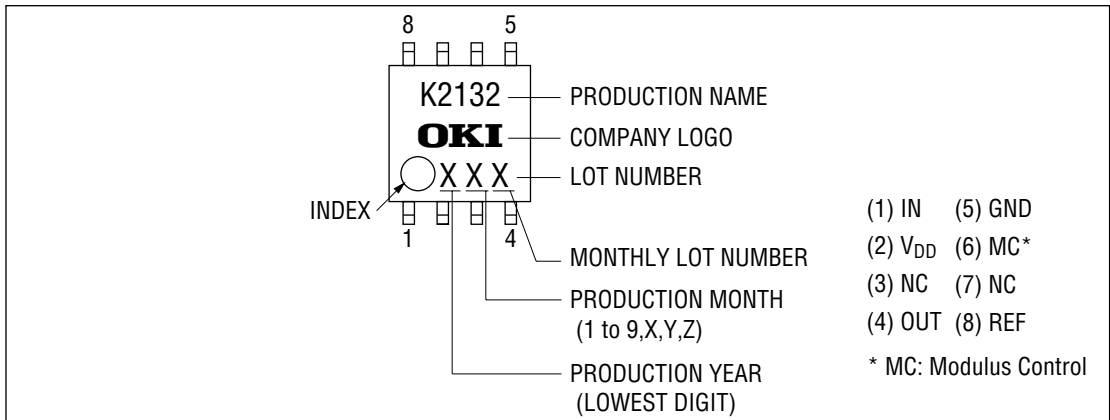 8 5
K2132
PRODUCTION NAME
OKI
COMPANY LOGO
XXX
LOT NUMBER
INDEX
1 4
MONTHLY LOT NUMBER
PRODUCTION MONTH
(1 to 9,X,Y,Z)
PRODUCTION YEAR
(LOWEST DIGIT)
(1) IN (5) GND
(2) VDD (6) MC*
(3) NC (7) NC
(4) OUT (8) REF
* MC: Modulus Control